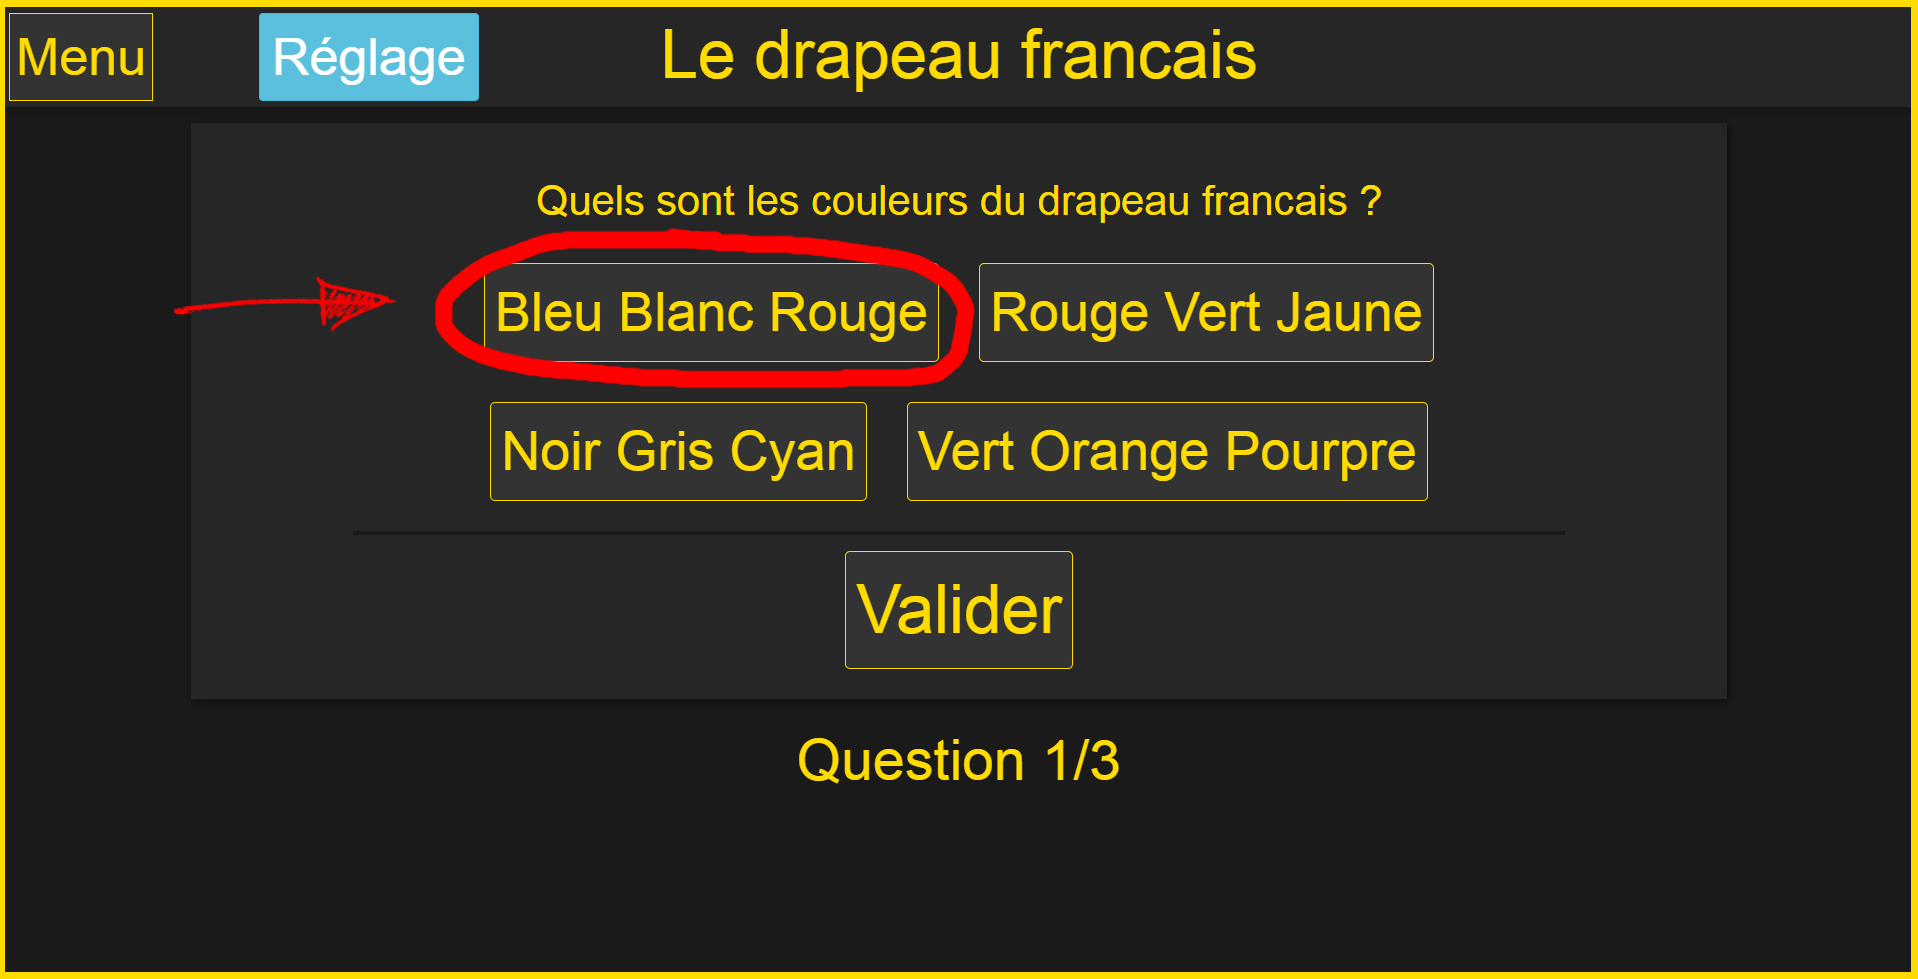 Menu
Réglage
Le drapeau francais
Quels sont les couleurs du drapeau francais ?
Bleu Blanc Rouge
Rouge Vert Jaune
Noir Gris Cyan
Vert Orange Pourpre
Valider
Question 1/3